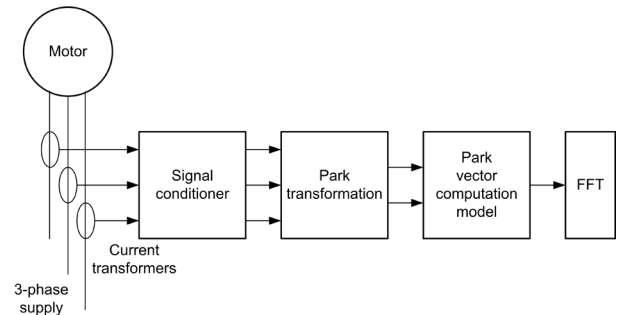 Motor
Signal
conditioner
Park
transformation
Park
vector
computation
model
FFT
Current
transformers
3-phase
supply